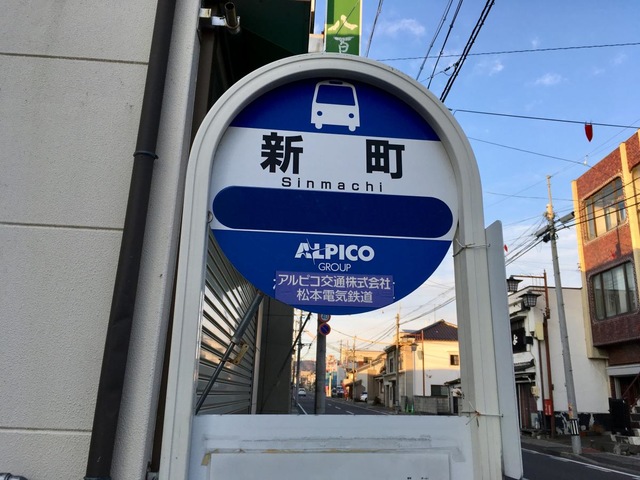 新町
Sinmachi
ALPICO
GROUP
アルピコ交通株式会社
松本電気鉄道